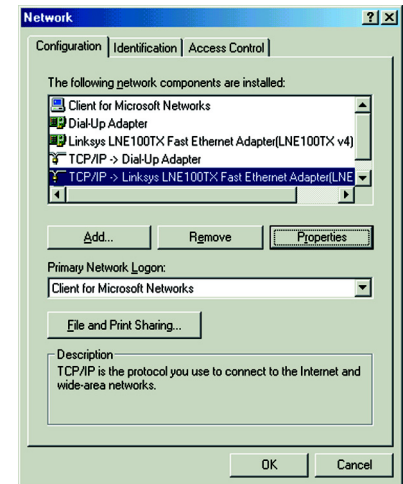 Network
Configuration Identification Access Control
The following network components are installed:
Client for Microsoft Networks
Dial-Up Adapter
Linksys LNE100TX Fast Ethernet Adapter(LNE100TX v4)
TCP/IP -> Dial-Up Adapter
TCP/IP -> Linksys LNE100TX Fast Ethernet Adapter(LNE
Add... Remove Properties
Primary Network Logon:
Client for Microsoft Networks
File and Print Sharing...
Description
TCP/IP is the protocol you use to connect to the Internet and
wide-area networks.
OK Cancel